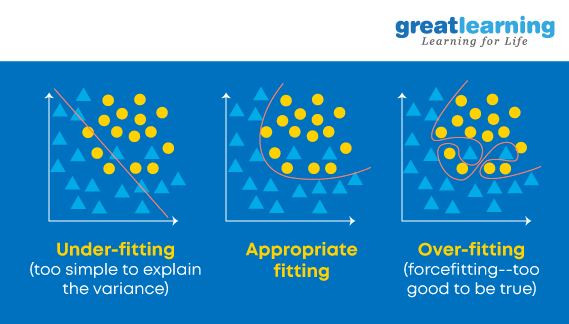 greatlearning
Learning for Life
Under-fitting
(too simple to explain
the variance)
Appropriate
fitting
Over-fitting
(forcefitting--too
good to be true)